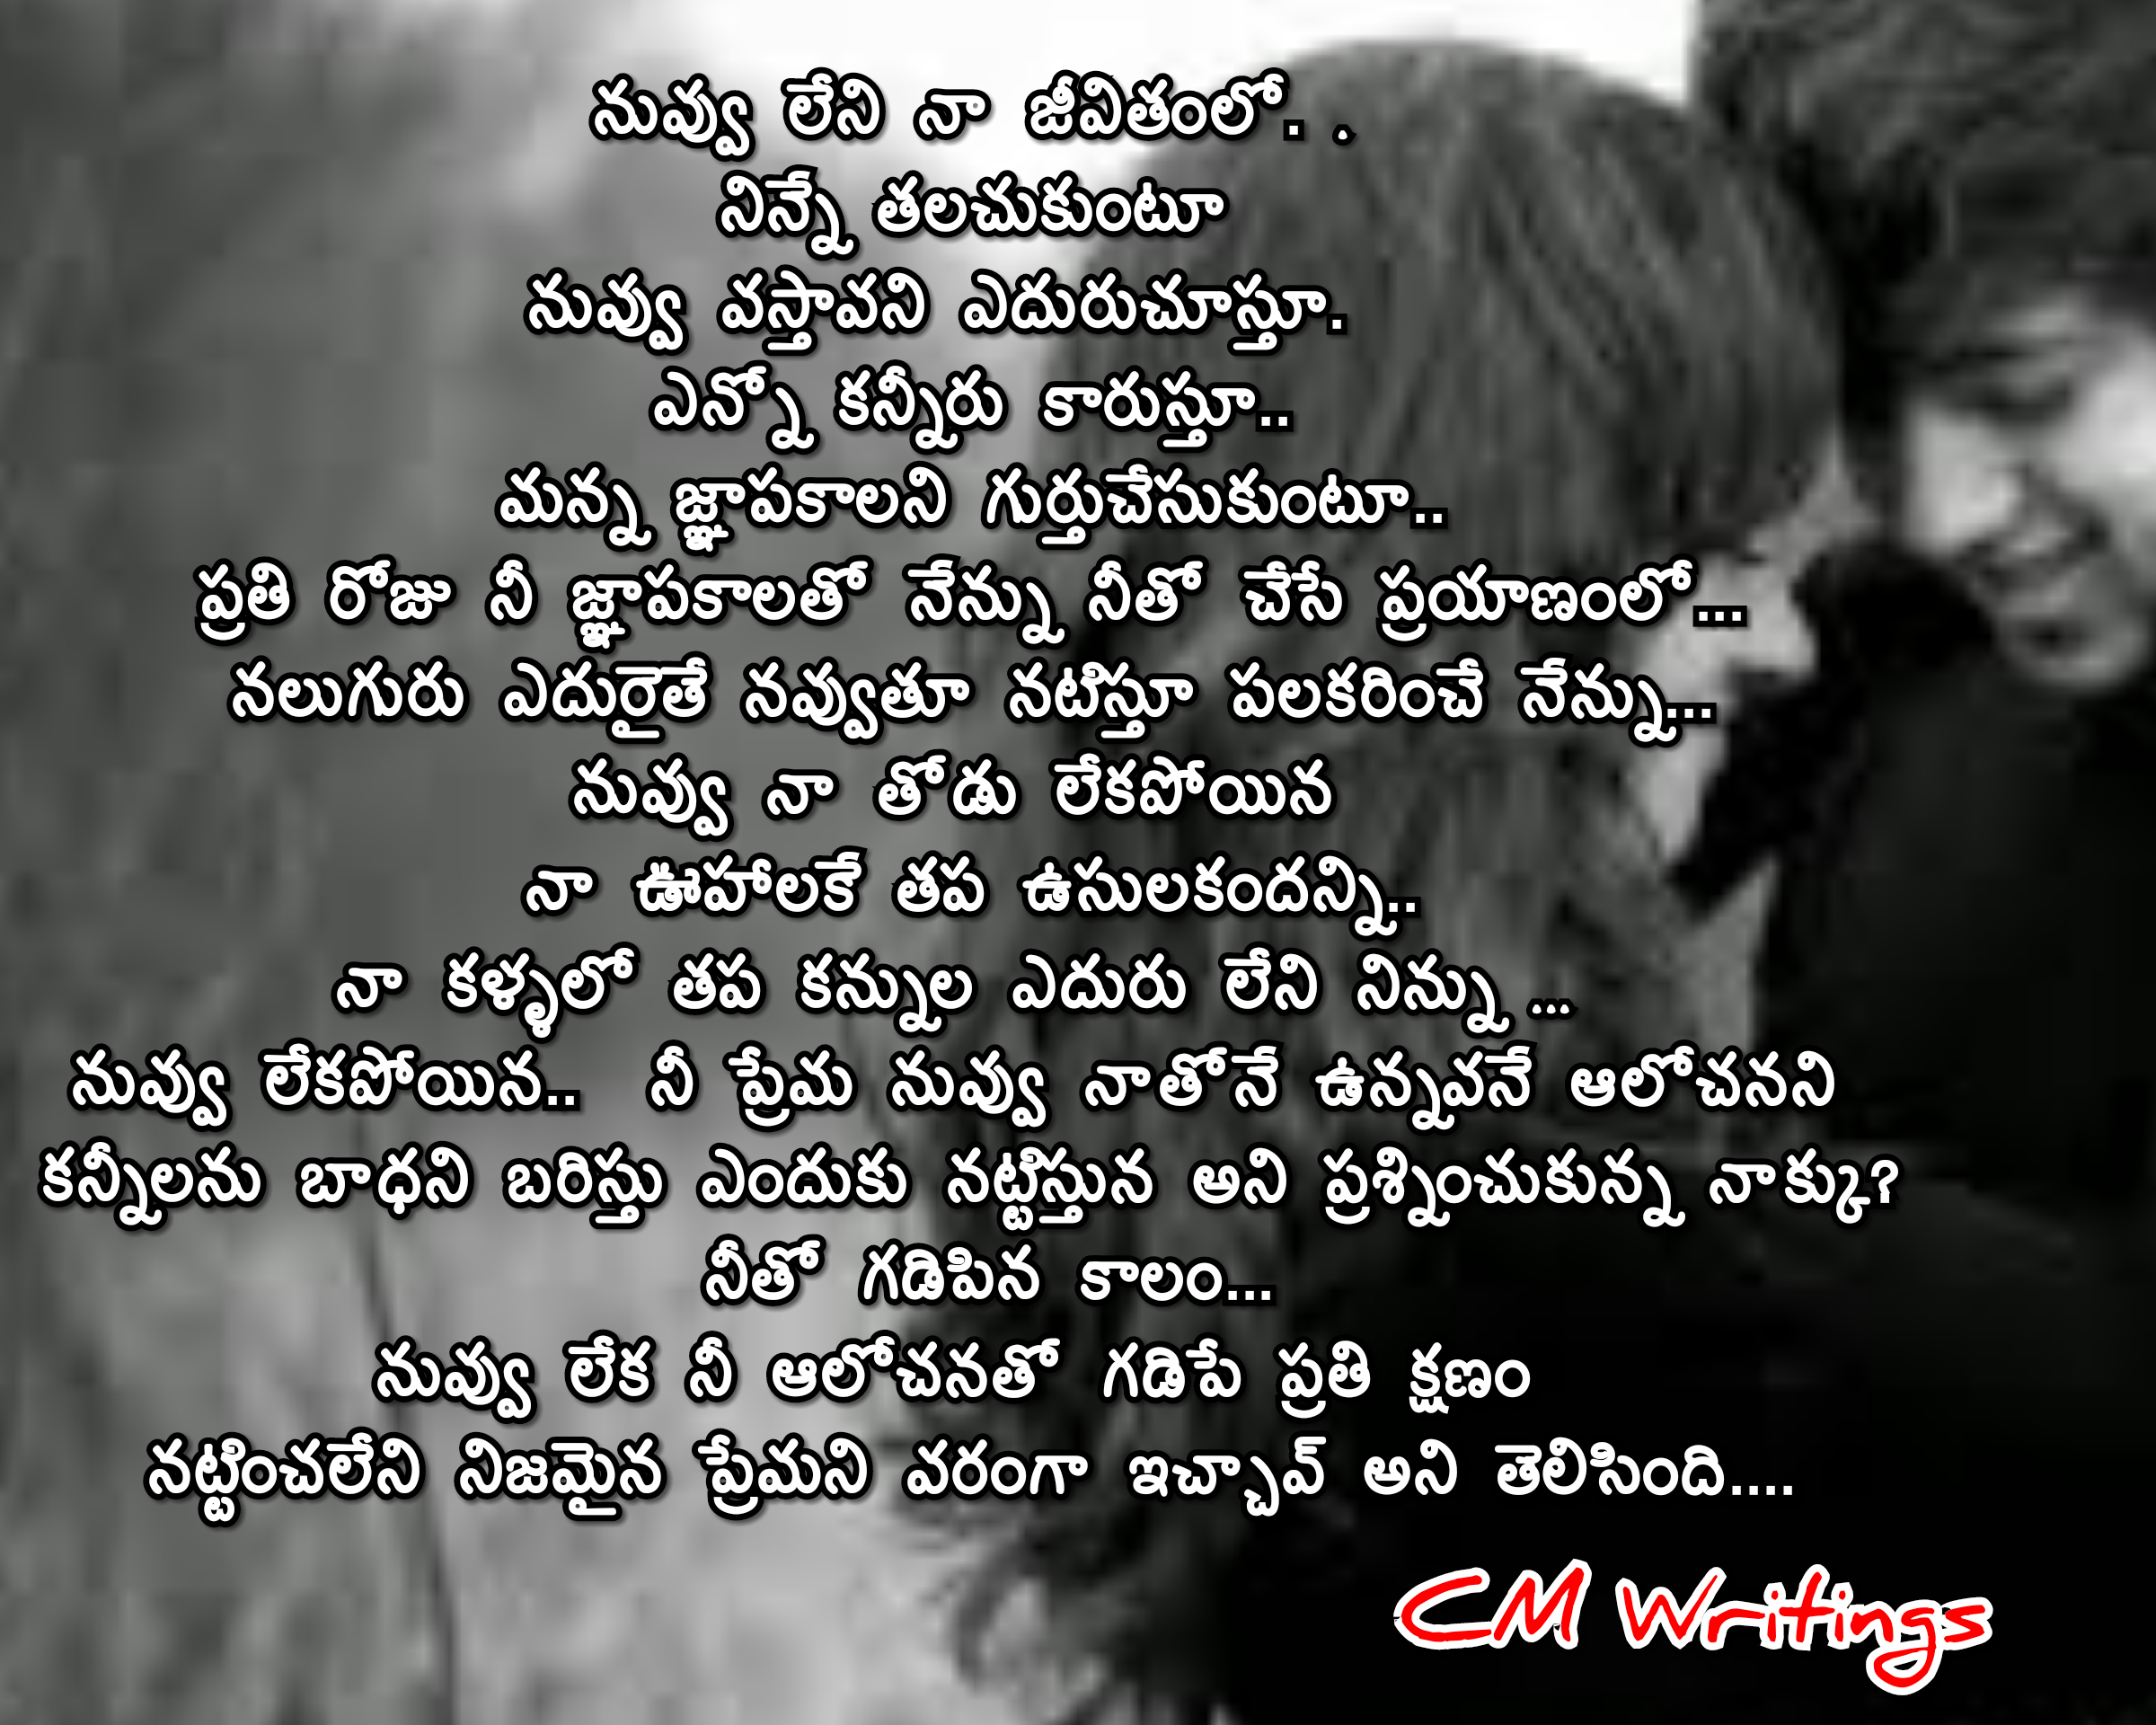 నువ్వు లేని నా జీవితంలో. .
నిన్నే తలచుకుంటూ
నువ్వు వస్తావని ఎదురుచూస్తూ.
ఎన్నో కన్నీరు కారుస్తూ..
మన్న జ్ఞాపకాలని గుర్తుచేసుకుంటూ..
ప్రతి రోజు నీ జ్ఞాపకాలతో నేన్ను నీతో చేసే ప్రయాణంలో...
నలుగురు ఎదురైతే నవ్వుతూ నటిస్తూ పలకరించే నేన్ను...
నువ్వు నా తోడు లేకపోయిన
నా ఊహాలకే తప ఉసులకందన్ని..
నా కళ్ళలో తప కన్నుల ఎదురు లేని నిన్ను ...
నువ్వు లేకపోయిన.. నీ ప్రేమ నువ్వు నాతోనే ఉన్నవనే ఆలోచనని
కన్నీలను బాధని బరిస్తు ఎందుకు నట్టిస్తున అని ప్రశ్నించుకున్న నాక్కు?
నీతో గడిపిన కాలం...
నువ్వు లేక నీ ఆలోచనతో గడిపే ప్రతి క్షణం
నట్టించలేని నిజమైన ప్రేమని వరంగా ఇచ్చావ్ అని తెలిసింది....
CM Writings